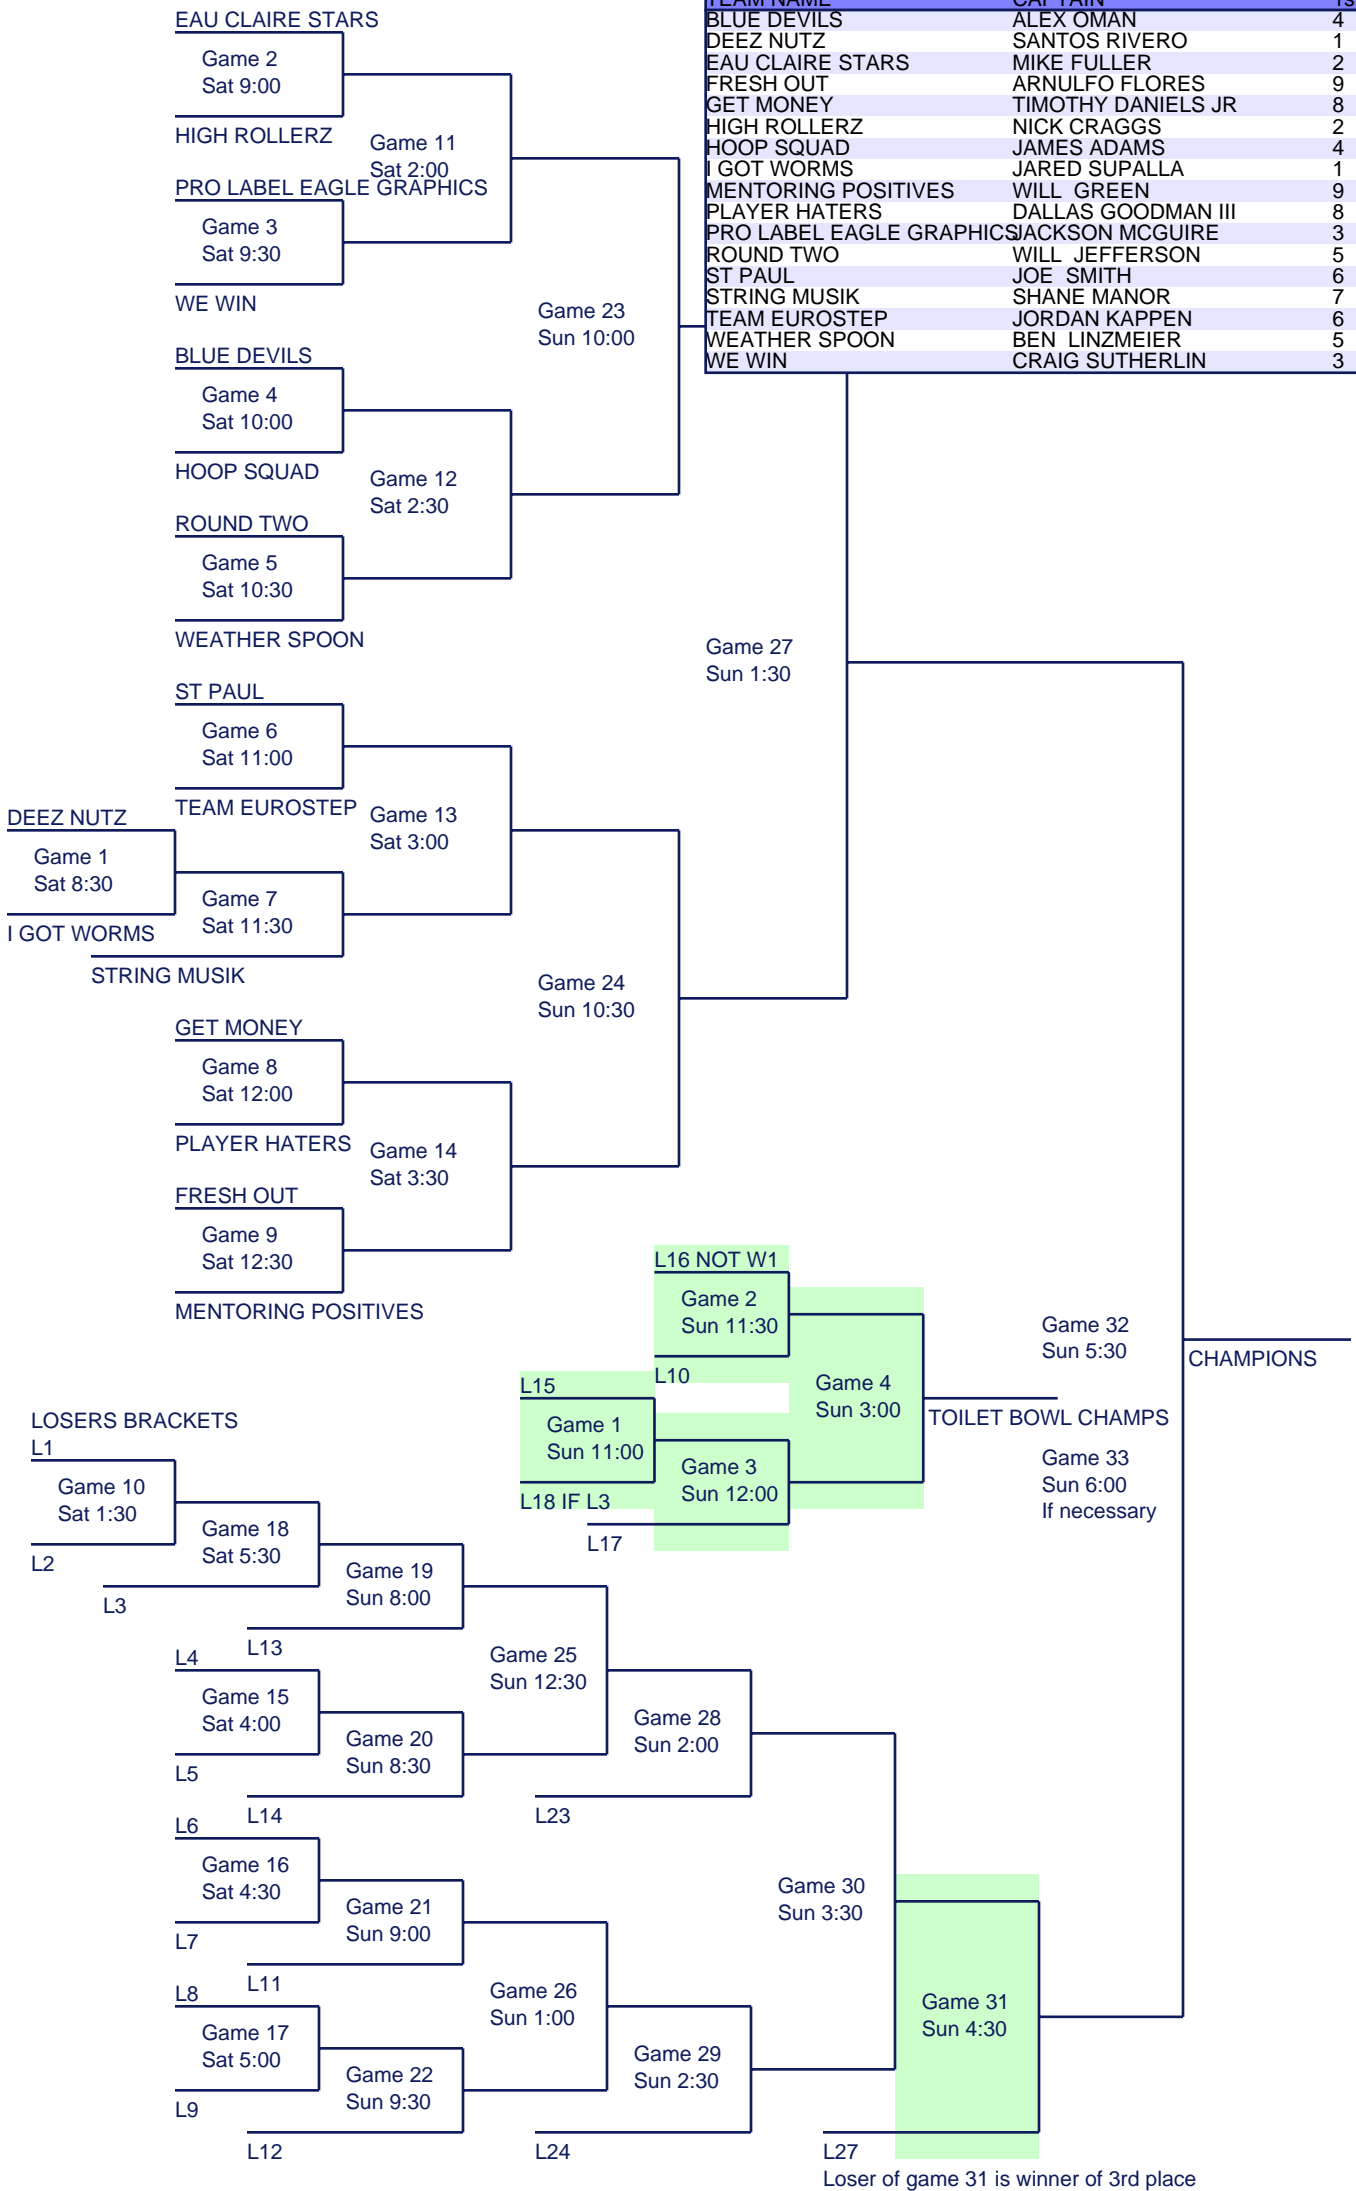 TEAM NAME CAPTAIN
BLUE DEVILS ALEX OMAN 4
DEEZ NUTZ SANTOS RIVERO 1
EAU CLAIRE STARS MIKE FULLER 2
FRESH OUT ARNULFO FLORES 9
GET MONEY TIMOTHY DANIELS JR 8
HIGH ROLLERZ NICK CRAGGS 2
HOOP SQUAD JAMES ADAMS 4
I GOT WORMS JARED SUPALLA 1
MENTORING POSITIVES WILL GREEN 9
PLAYER HATERS DALLAS GOODMAN III 8
PRO LABEL EAGLE GRAPHICS JACKSON MCGUIRE 3
ROUND TWO WILL JEFFERSON 5
ST PAUL JOE SMITH 6
STRING MUSIK SHANE MANOR 7
TEAM EUROSTEP JORDAN KAPPEN 6
WEATHER SPOON BEN LINZMEIER 5
WE WIN CRAIG SUTHERLIN 3
EAU CLAIRE STARS
Game 2
Sat 9:00
HIGH ROLLERZ
Game 11
Sat 2:00
PRO LABEL EAGLE GRAPHICS
Game 3
Sat 9:30
WE WIN
Game 23
Sun 10:00
BLUE DEVILS
Game 4
Sat 10:00
HOOP SQUAD
Game 12
Sat 2:30
ROUND TWO
Game 5
Sat 10:30
WEATHER SPOON
Game 27
Sun 1:30
ST PAUL
Game 6
Sat 11:00
TEAM EUROSTEP
Game 13
Sat 3:00
DEEZ NUTZ
Game 1
Sat 8:30
I GOT WORMS
Game 7
Sat 11:30
STRING MUSIK
Game 24
Sun 10:30
GET MONEY
Game 8
Sat 12:00
PLAYER HATERS
Game 14
Sat 3:30
FRESH OUT
Game 9
Sat 12:30
MENTORING POSITIVES
L16 NOT W1
Game 2
Sun 11:30
L10
L15
Game 1
Sun 11:00
L18 IF L3
Game 3
Sun 12:00
L17
Game 4
Sun 3:00
TOILET BOWL CHAMPS
Game 32
Sun 5:30
CHAMPIONS
Game 33
Sun 6:00
If necessary
LOSERS BRACKETS
L1
Game 10
Sat 1:30
L2
Game 18
Sat 5:30
L3
Game 19
Sun 8:00
L13
L4
Game 15
Sat 4:00
L5
Game 20
Sun 8:30
L14
Game 25
Sun 12:30
Game 28
Sun 2:00
L23
L6
Game 16
Sat 4:30
L7
Game 21
Sun 9:00
L11
L8
Game 17
Sat 5:00
L9
Game 22
Sun 9:30
L12
Game 26
Sun 1:00
Game 29
Sun 2:30
L24
Game 30
Sun 3:30
Game 31
Sun 4:30
L27
Loser of game 31 is winner of 3rd place